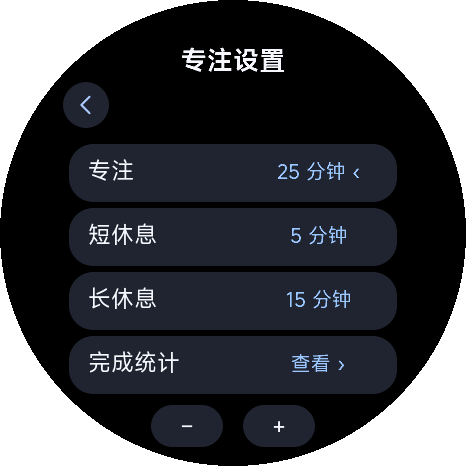 专注设置
专注 25 分钟 ‹
短休息 5 分钟
长休息 15 分钟
完成统计 查看 ›
− +